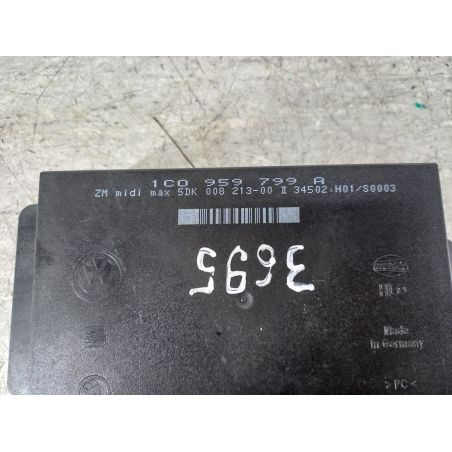 1C0 959 799 A
ZM midi max 5DK 008 213-00 II 34502:H01/S0003
3695
Made
in Germany
>PC<